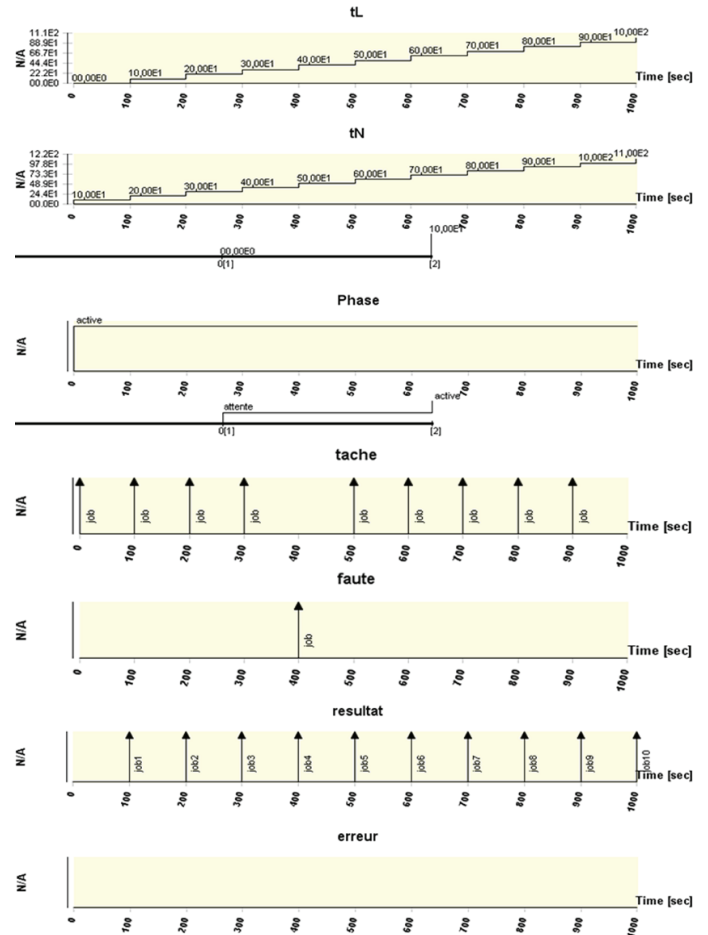 tL
11.1E2
88.9E1
66.7E1
44.4E1
22.2E1
00.0E0
N/A
00,00E0 10,00E1 20,00E1 30,00E1 40,00E1 50,00E1 60,00E1 70,00E1 80,00E1 90,00E1 10,00E2
Time [sec]
0 100 200 300 400 500 600 700 800 900 1000
tN
12.2E2
97.8E1
73.3E1
48.9E1
24.4E1
00.0E0
N/A
10,00E1 20,00E1 30,00E1 40,00E1 50,00E1 60,00E1 70,00E1 80,00E1 90,00E1 10,00E2 11,00E2
Time [sec]
0 100 200 300 400 500 600 700 800 900 1000
00,00E0 10,00E1
0[1] [2]
Phase
active
N/A
Time [sec]
0 100 200 300 400 500 600 700 800 900 1000
attente active
0[1] [2]
tache
N/A
job job job job job job job job job
Time [sec]
0 100 200 300 400 500 600 700 800 900 1000
faute
N/A
job
Time [sec]
0 100 200 300 400 500 600 700 800 900 1000
resultat
N/A
job1 job2 job3 job4 job5 job6 job7 job8 job9 job10
Time [sec]
0 100 200 300 400 500 600 700 800 900 1000
erreur
N/A
Time [sec]
0 100 200 300 400 500 600 700 800 900 1000